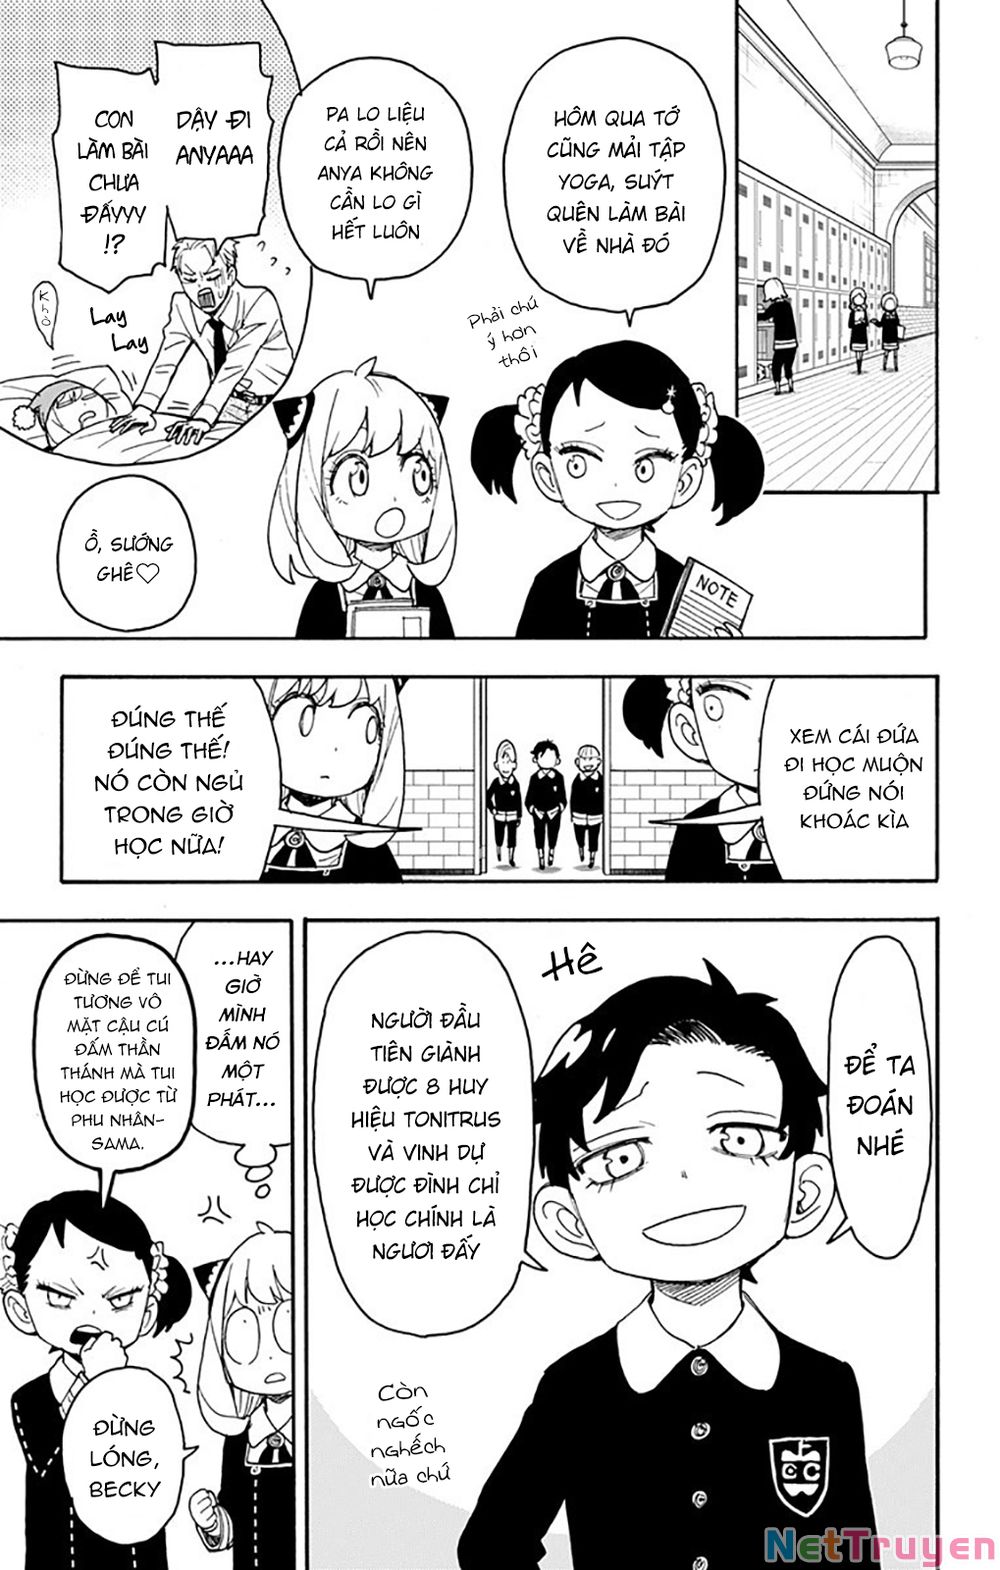 HÔM QUA TỚ
CŨNG MẢI TẬP
YOGA, SUÝT
QUÊN LÀM BÀI
VỀ NHÀ ĐÓ
Phải chú
ý hơn
thôi
PA LO LIỆU
CẢ RỒI NÊN
ANYA KHÔNG
CẦN LO GÌ
HẾT LUÔN
DẬY ĐI
ANYAAA
CON
LÀM BÀI
CHƯA
ĐẤYYY
!?
Lay
Lay
Khò
Ồ, SƯỚNG
GHÊ♡
NOTE
XEM CÁI ĐỨA
ĐI HỌC MUỘN
ĐỨNG NÓI
KHOÁC KÌA
ĐÚNG THẾ
ĐÚNG THẾ!
NÓ CÒN NGỦ
TRONG GIỜ
HỌC NỮA!
ĐỂ TA
ĐOÁN
NHÉ
Hê
NGƯỜI ĐẦU
TIÊN GIÀNH
ĐƯỢC 8 HUY
HIỆU TONITRUS
VÀ VINH DỰ
ĐƯỢC ĐÌNH CHỈ
HỌC CHÍNH LÀ
NGƯƠI ĐẤY
Còn
ngốc
nghếch
nữa chứ
...HAY
GIỜ
MÌNH
ĐẤM NÓ
MỘT
PHÁT...
ĐỪNG ĐỂ TUI
TƯƠNG VÔ
MẶT CẬU CÚ
ĐẤM THẦN
THÁNH MÀ TUI
HỌC ĐƯỢC TỪ
PHU NHÂN-
SAMA.
ĐỪNG
LÓNG,
BECKY
NetTruyen